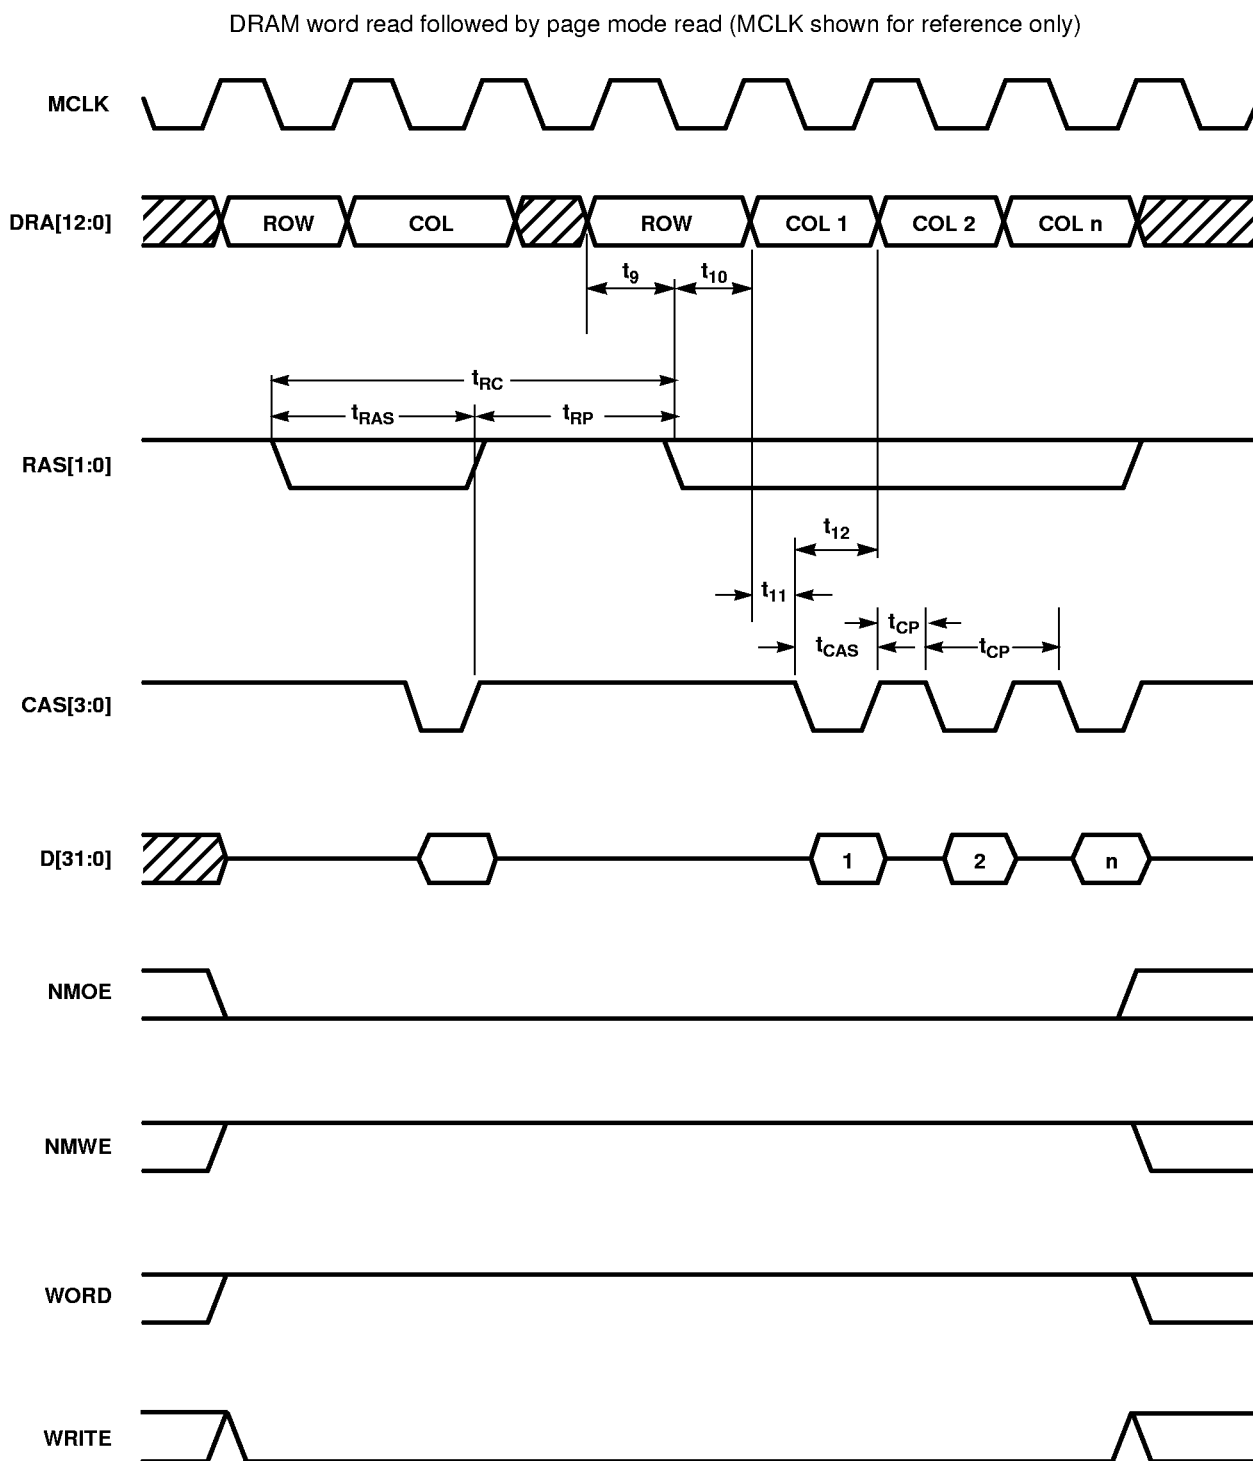 DRAM word read followed by page mode read (MCLK shown for reference only)
MCLK
DRA[12:0] ROW COL ROW COL 1 COL 2 COL n
t9 t10
tRC
tRAS tRP
RAS[1:0]
t12
t11
tCP
tCAS tCP
CAS[3:0]
D[31:0] 1 2 n
NMOE
NMWE
WORD
WRITE